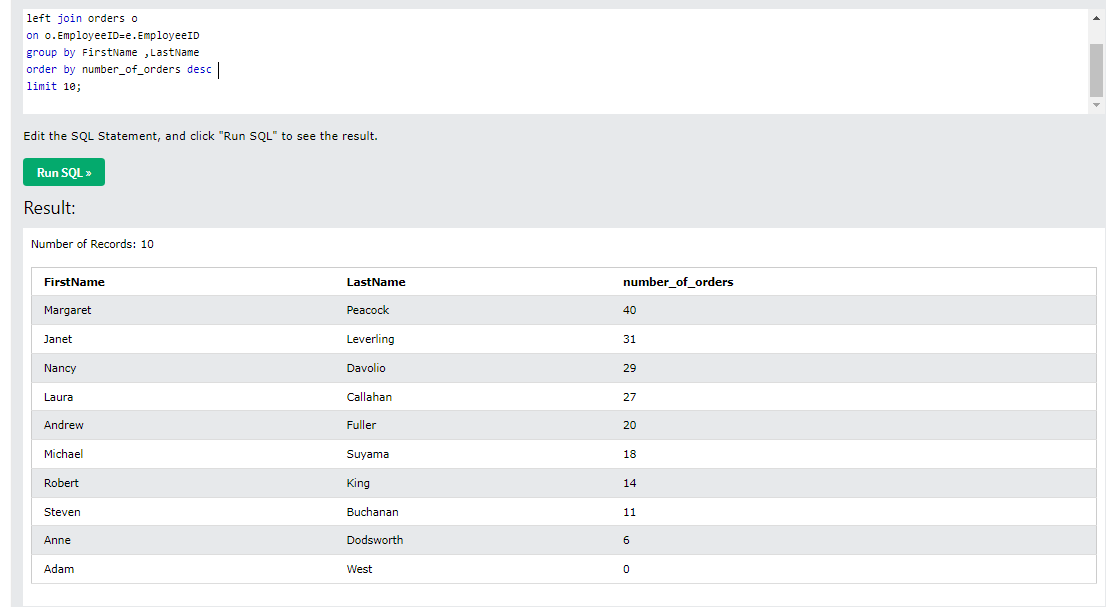 left join orders o
on o.EmployeeID=e.EmployeeID
group by FirstName ,LastName
order by number_of_orders desc
limit 10;
Edit the SQL Statement, and click "Run SQL" to see the result.
Run SQL »
Result:
Number of Records: 10
FirstName LastName number_of_orders
Margaret Peacock 40
Janet Leverling 31
Nancy Davolio 29
Laura Callahan 27
Andrew Fuller 20
Michael Suyama 18
Robert King 14
Steven Buchanan 11
Anne Dodsworth 6
Adam West 0